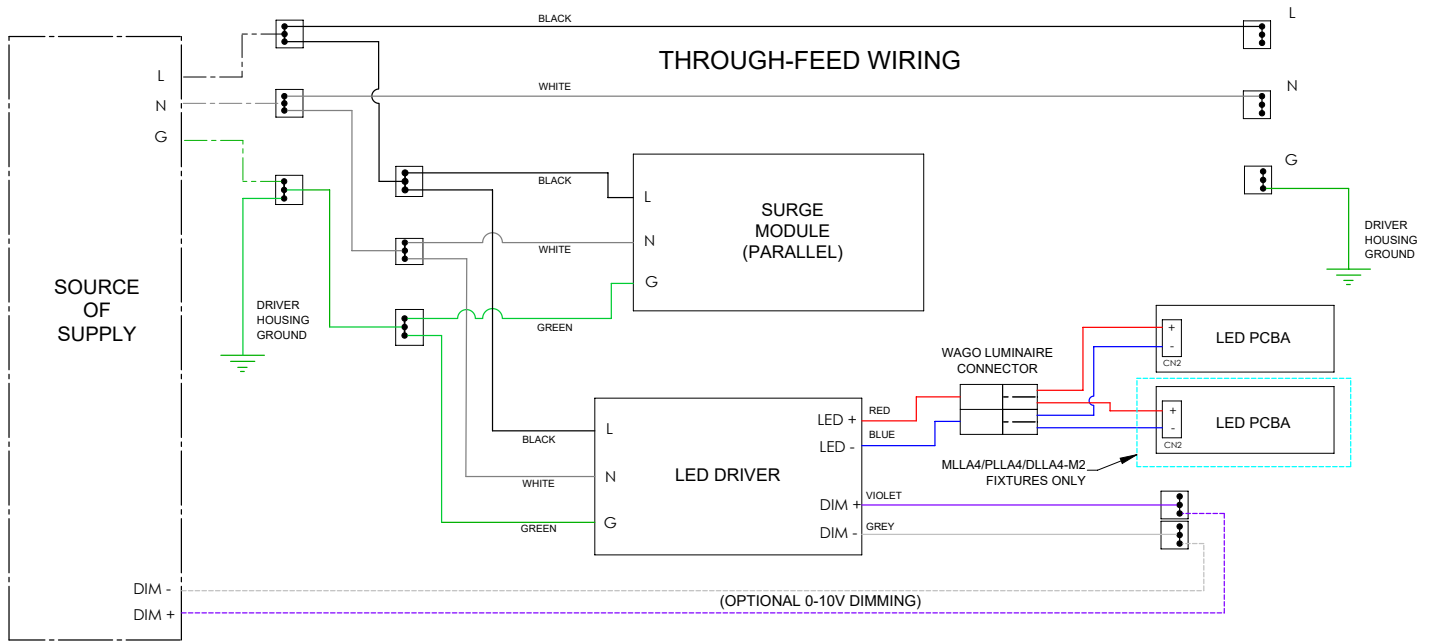 BLACK
L
THROUGH-FEED WIRING
L
WHITE
N
N
G
G
BLACK
L
SURGE
MODULE
(PARALLEL)
WHITE
N
G
GREEN
DRIVER
HOUSING
GROUND
SOURCE
OF
SUPPLY
DRIVER
HOUSING
GROUND
WAGO LUMINAIRE
CONNECTOR
+
-
CN2
LED PCBA
+
-
CN2
LED PCBA
MLLA4/PLLA4/DLLA4-M2
FIXTURES ONLY
L
BLACK
N
WHITE
G
GREEN
LED DRIVER
LED +
RED
LED -
BLUE
DIM +
VIOLET
DIM -
GREY
DIM -
DIM +
(OPTIONAL 0-10V DIMMING)